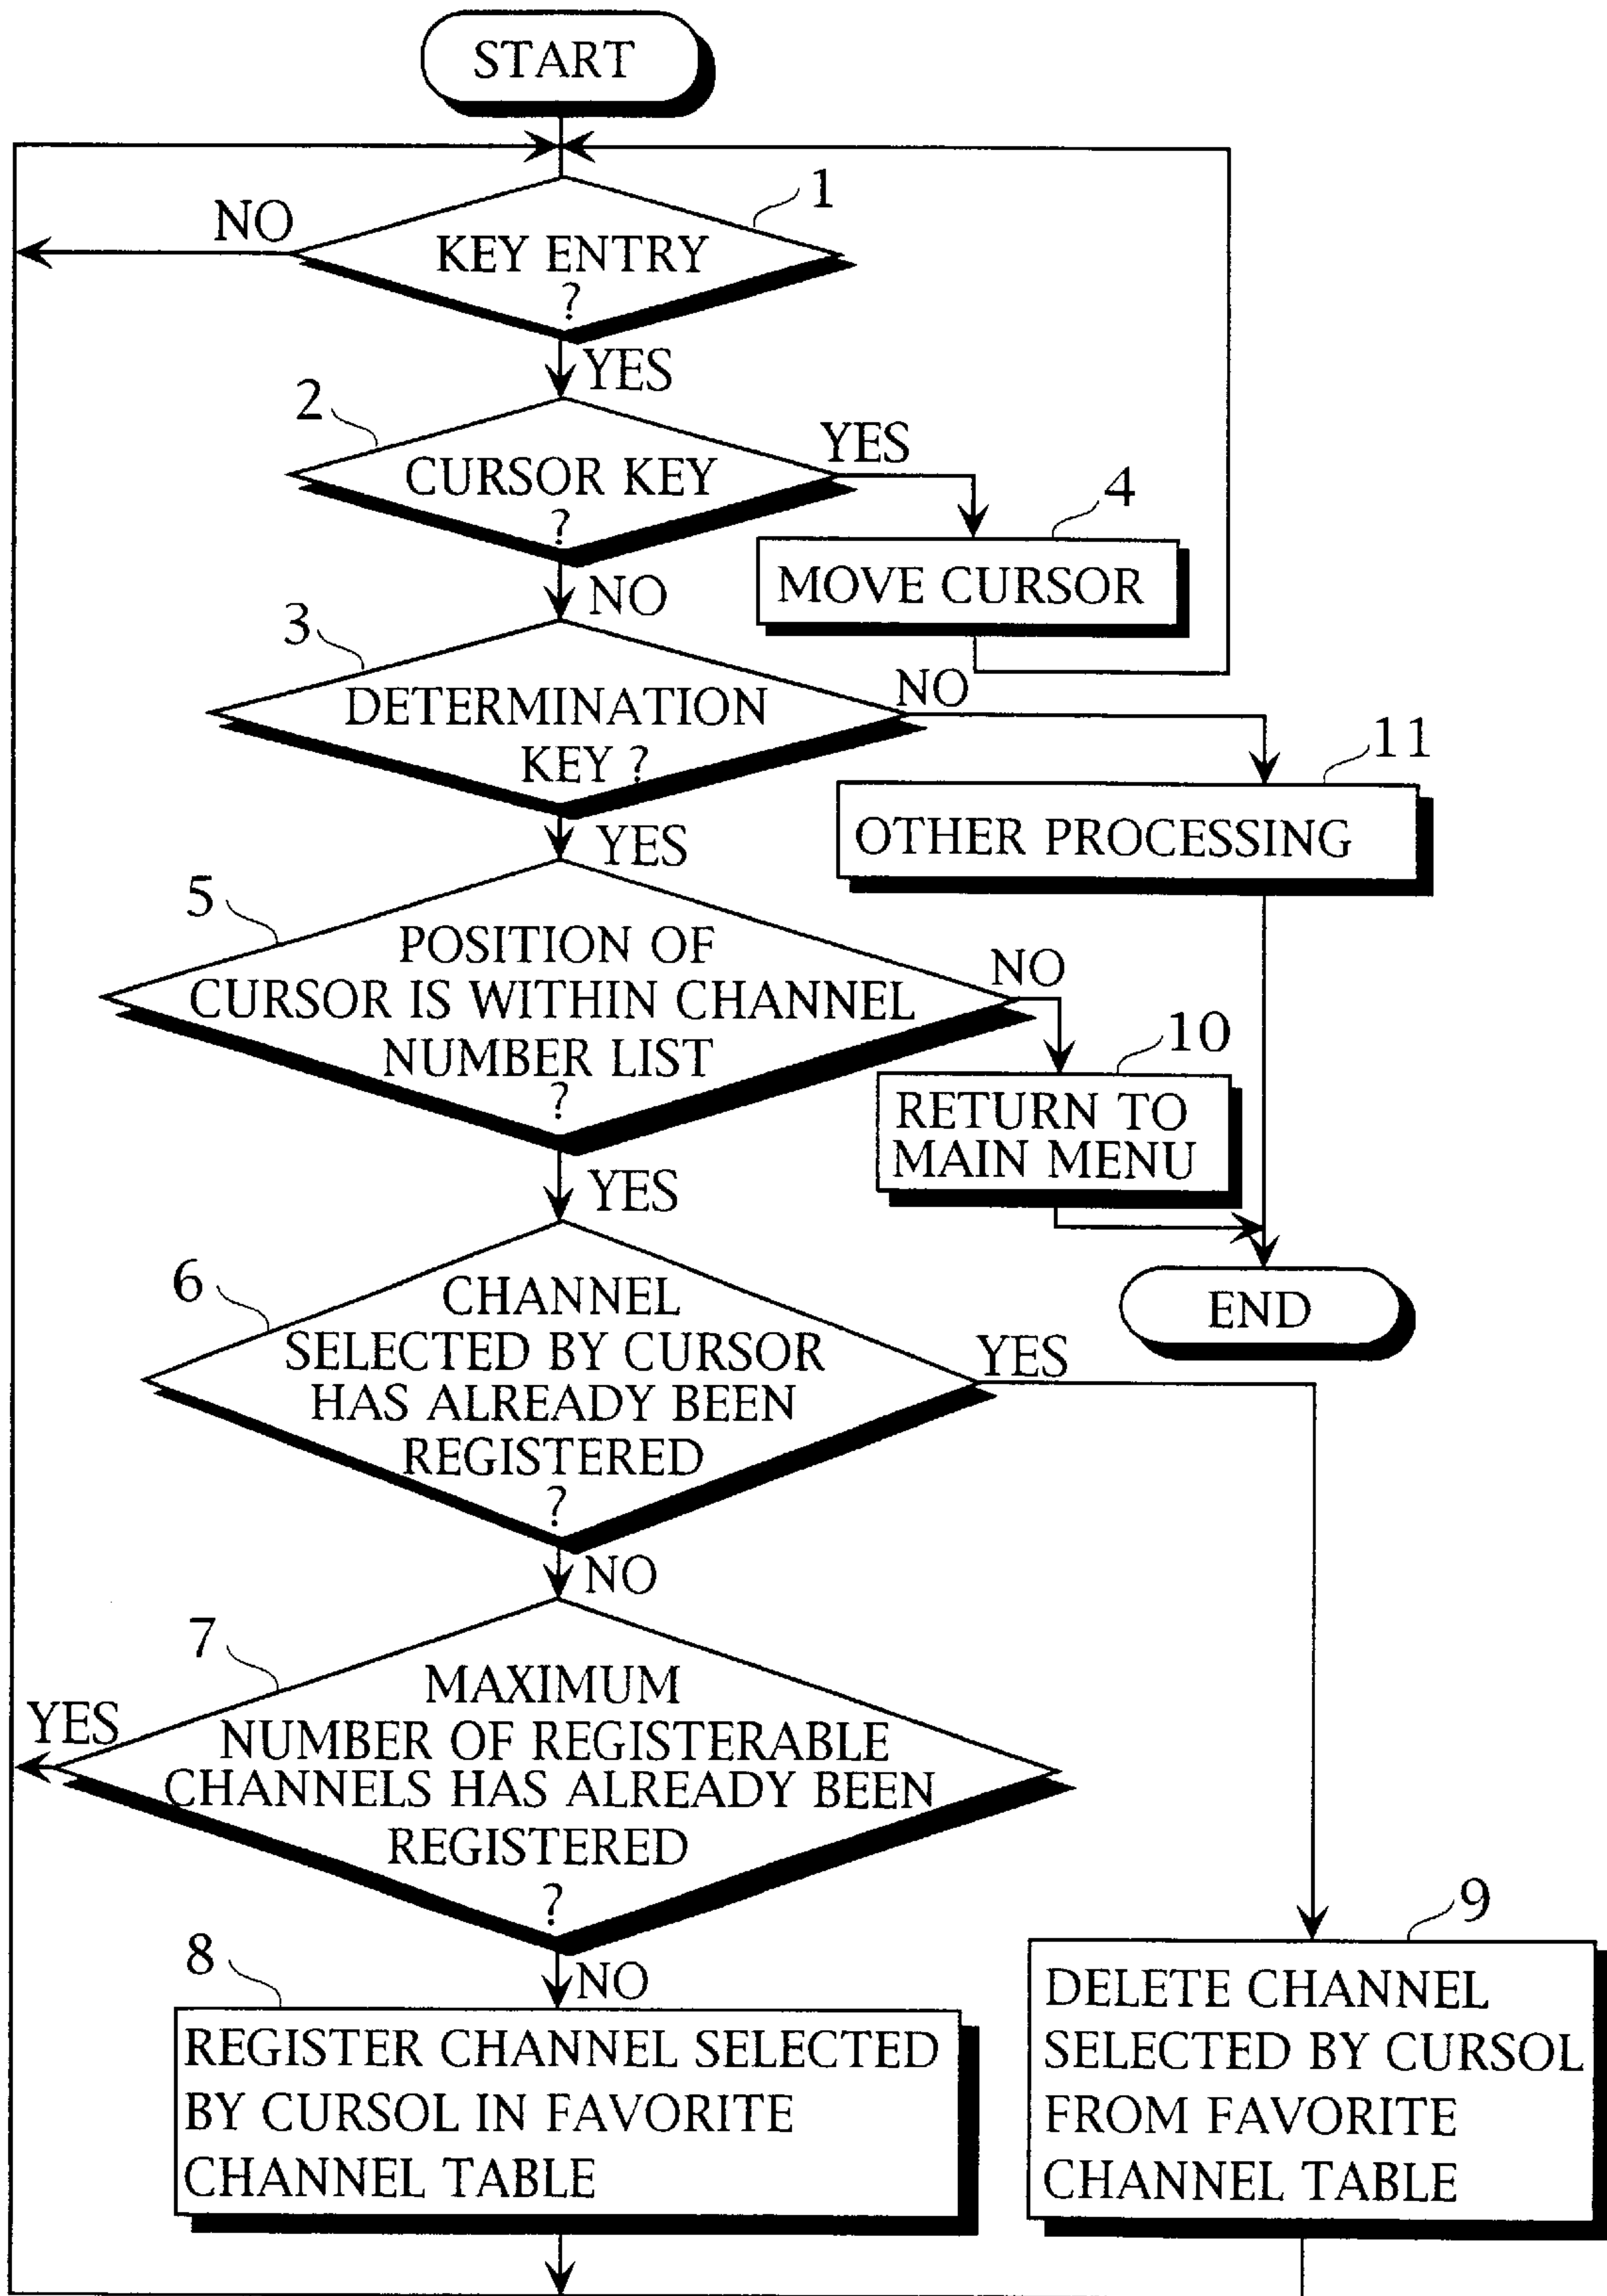 START
1
NO
KEY ENTRY
?
YES
2
CURSOR KEY
?
YES
4
MOVE CURSOR
NO
3
DETERMINATION
KEY ?
NO
11
OTHER PROCESSING
YES
5
POSITION OF
CURSOR IS WITHIN CHANNEL
NUMBER LIST
?
NO
10
RETURN TO
MAIN MENU
YES
END
6
CHANNEL
SELECTED BY CURSOR
HAS ALREADY BEEN
REGISTERED
?
YES
NO
7
MAXIMUM
NUMBER OF REGISTERABLE
CHANNELS HAS ALREADY BEEN
REGISTERED
?
YES
NO
8
REGISTER CHANNEL SELECTED
BY CURSOL IN FAVORITE
CHANNEL TABLE
9
DELETE CHANNEL
SELECTED BY CURSOL
FROM FAVORITE
CHANNEL TABLE